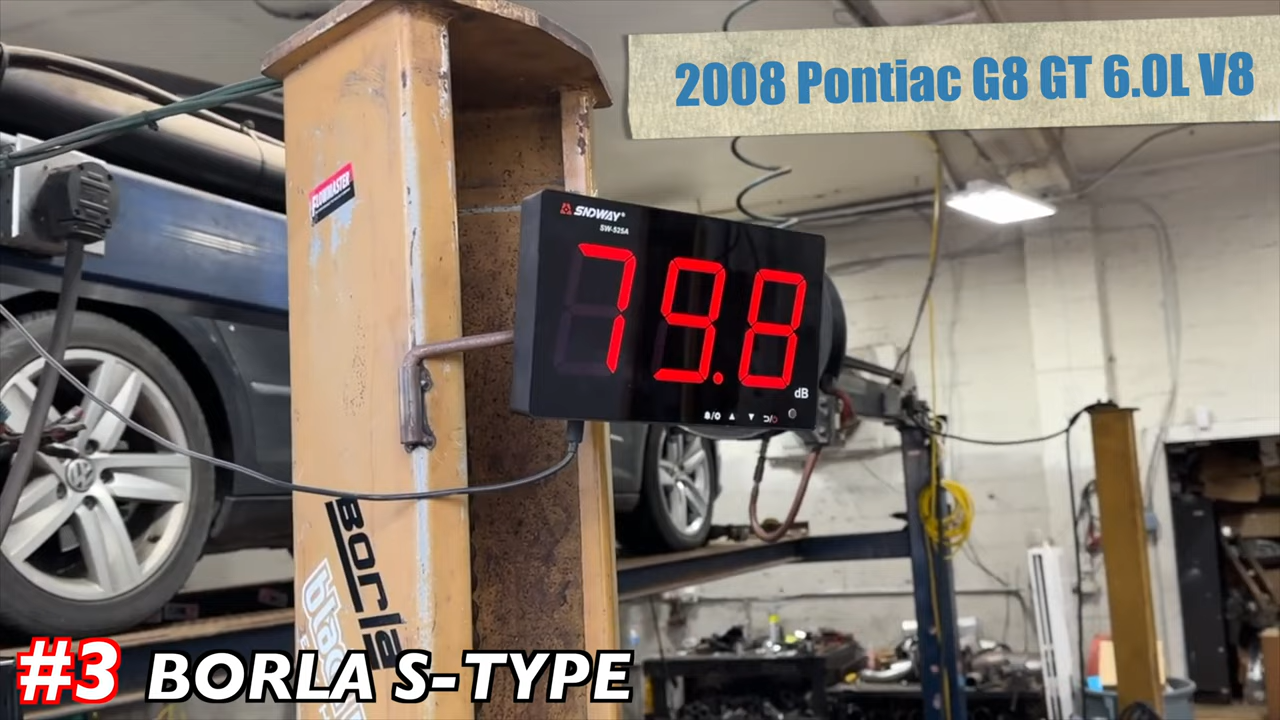 2008 Pontiac G8 GT 6.0L V8
FLOWMASTER
SNDWAY®
SW-525A
79.8
dB
Borla
#3 BORLA S-TYPE